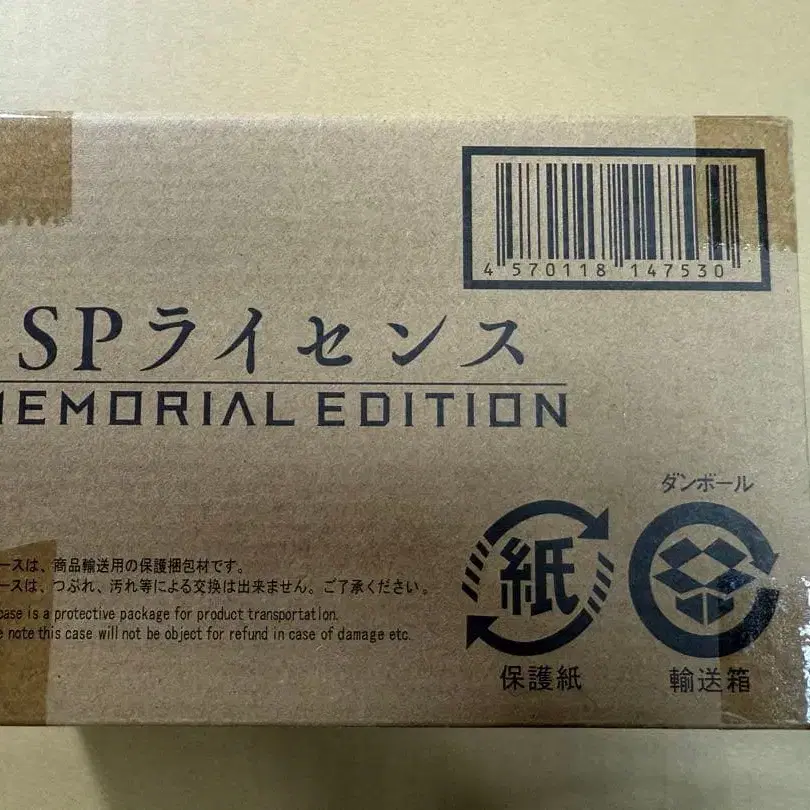 4 570118 147530
SPライセンス
MEMORIAL EDITION
ースは、商品輸送用の保護梱包材です。
ースは、つぶれ、汚れ等による交換は出来ません。ご了承ください。
case is a protective package for product transportation.
e note this case will not be object for refund in case of damage etc.
紙
保護紙
ダンボール
輸送箱